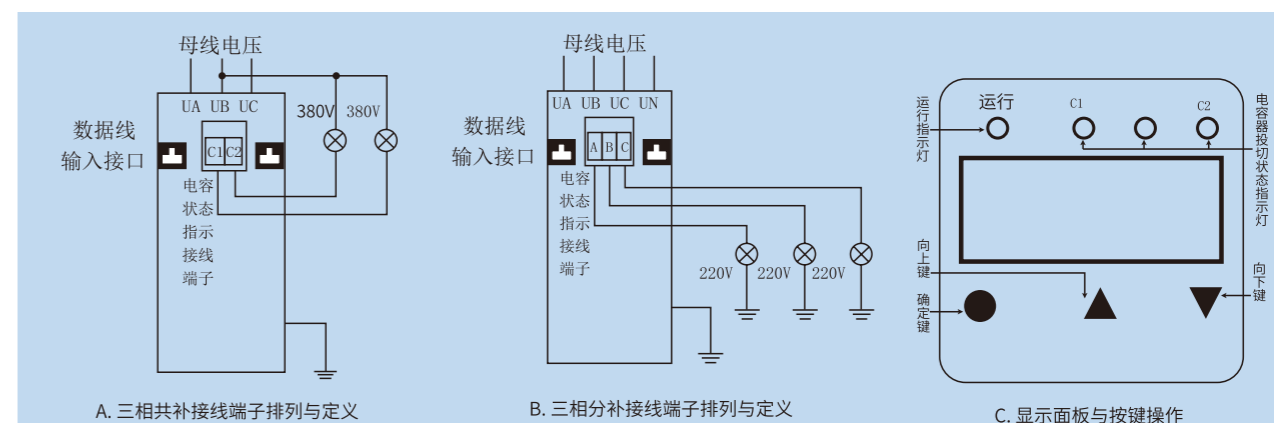 母线电压
UA UB UC
380V 380V
数据线
输入接口
C1 C2
电容
状态
指示
接线
端子
A. 三相共补接线端子排列与定义
母线电压
UA UB UC UN
数据线
输入接口
A B C
电容
状态
指示
接线
端子
220V 220V 220V
B. 三相分补接线端子排列与定义
运行指示灯
运行
C1
C2
电容器投切状态指示灯
向上键
确定键
向下键
C. 显示面板与按键操作